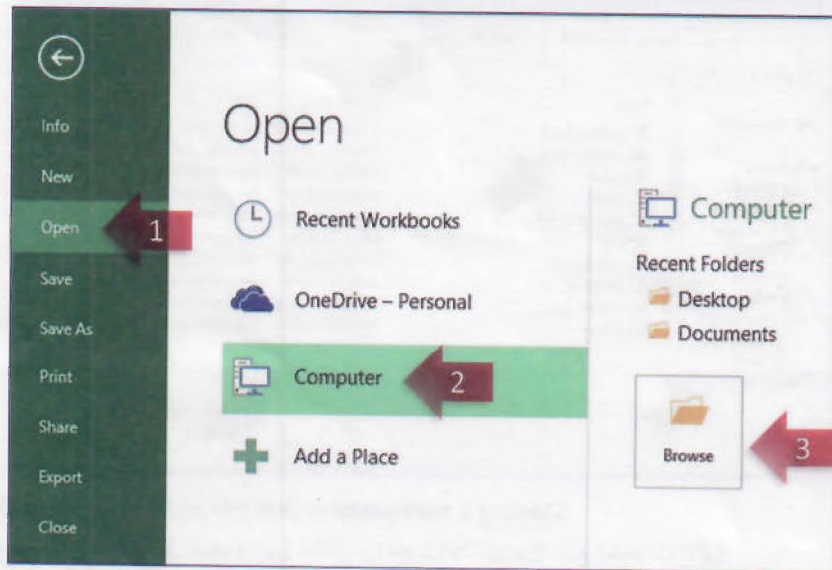 Info
New
Open
Save
Save As
Print
Share
Export
Close
1
Open
Recent Workbooks
OneDrive – Personal
Computer
2
Add a Place
Computer
Recent Folders
Desktop
Documents
Browse
3